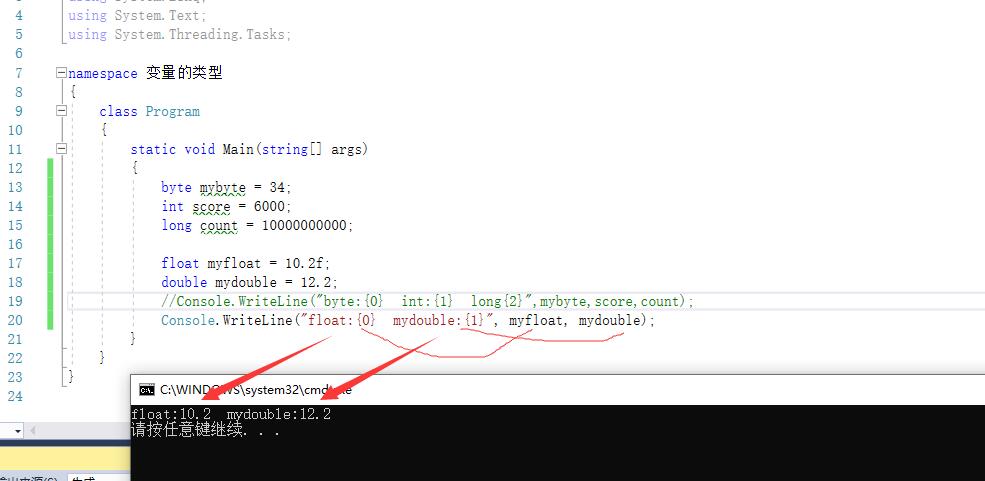 4 using System.Text;
5 using System.Threading.Tasks;
6
7 namespace 变量的类型
8 {
9 class Program
10 {
11 static void Main(string[] args)
12 {
13 byte mybyte = 34;
14 int score = 6000;
15 long count = 10000000000;
16
17 float myfloat = 10.2f;
18 double mydouble = 12.2;
19 //Console.WriteLine("byte:{0}  int:{1}  long{2}",mybyte,score,count);
20 Console.WriteLine("float:{0}  mydouble:{1}", myfloat, mydouble);
21 }
22 }
23 }
24
C:\WINDOWS\system32\cmd.exe
float:10.2  mydouble:12.2
请按任意键继续. . .